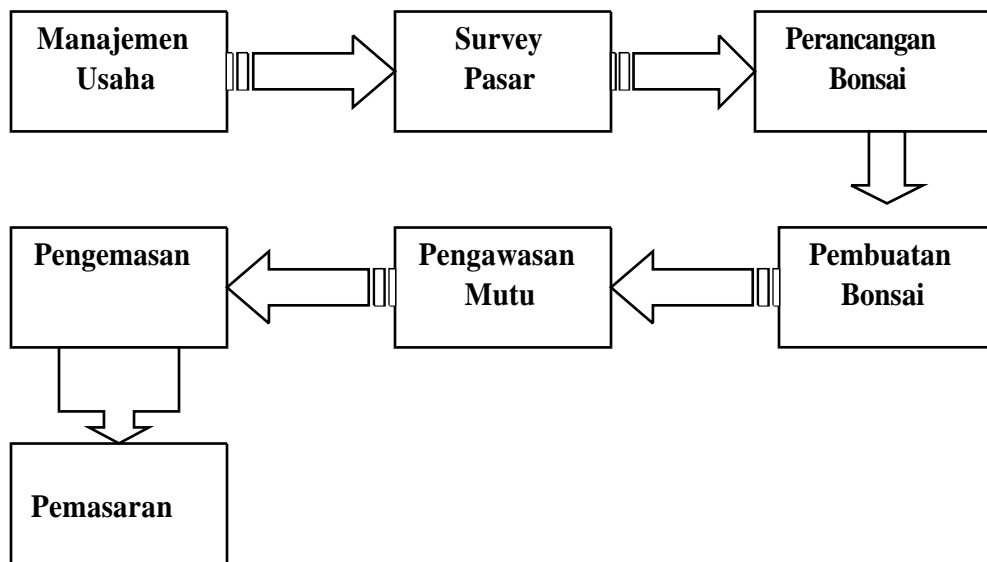 Manajemen
Usaha
Survey
Pasar
Perancangan
Bonsai
Pengemasan
Pengawasan
Mutu
Pembuatan
Bonsai
Pemasaran